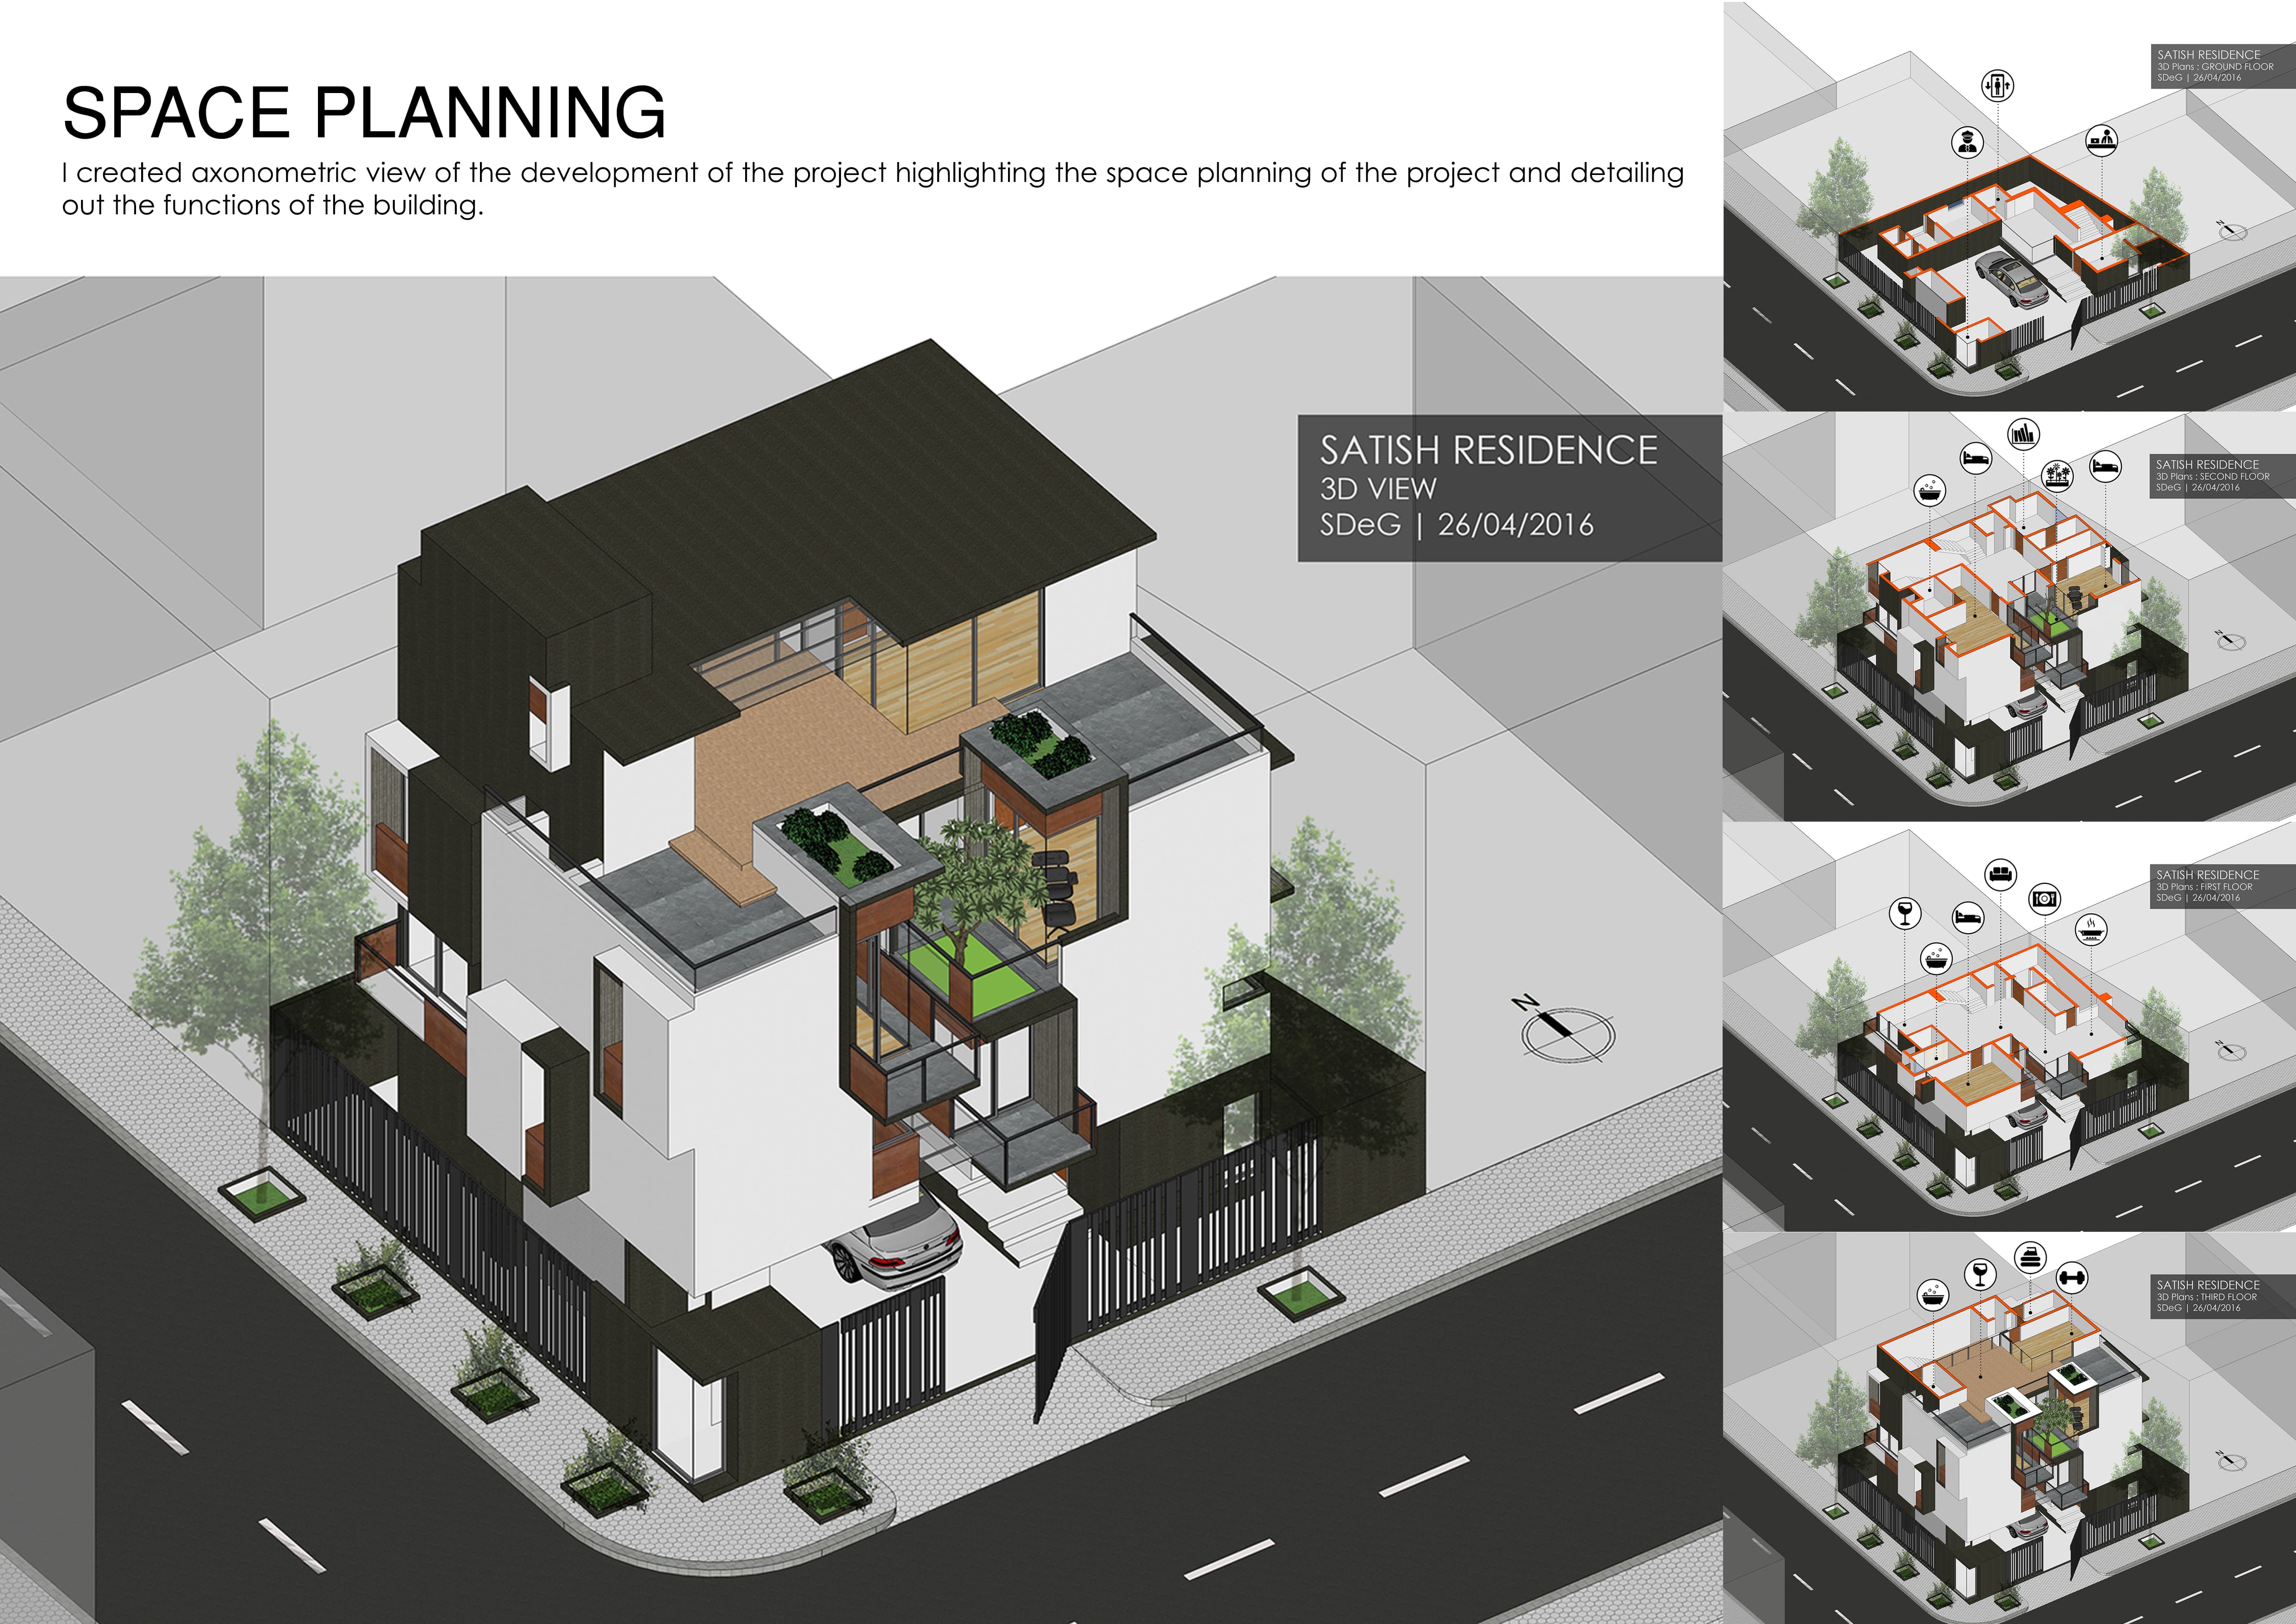 SPACE PLANNING
I created axonometric view of the development of the project highlighting the space planning of the project and detailing
out the functions of the building.
SATISH RESIDENCE
3D VIEW
SDeG | 26/04/2016
N
SATISH RESIDENCE
3D Plans : GROUND FLOOR
SDeG | 26/04/2016
N
SATISH RESIDENCE
3D Plans : SECOND FLOOR
SDeG | 26/04/2016
N
SATISH RESIDENCE
3D Plans : FIRST FLOOR
SDeG | 26/04/2016
N
SATISH RESIDENCE
3D Plans : THIRD FLOOR
SDeG | 26/04/2016
N